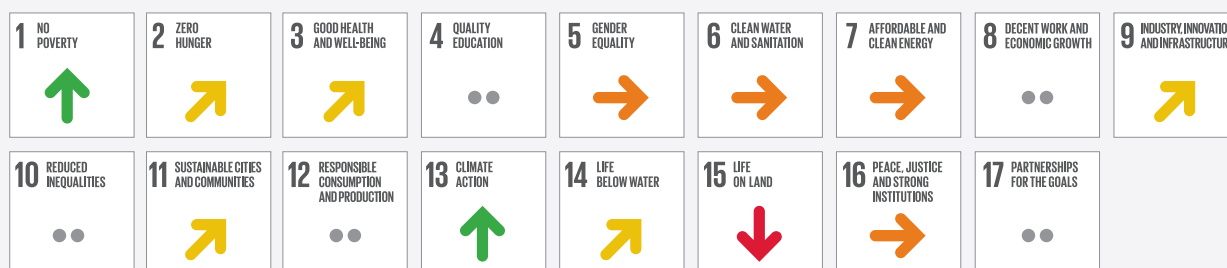 1 NO
POVERTY
2 ZERO
HUNGER
3 GOOD HEALTH
AND WELL-BEING
4 QUALITY
EDUCATION
5 GENDER
EQUALITY
6 CLEAN WATER
AND SANITATION
7 AFFORDABLE AND
CLEAN ENERGY
8 DECENT WORK AND
ECONOMIC GROWTH
9 INDUSTRY, INNOVATIO
AND INFRASTRUCTUR
10 REDUCED
INEQUALITIES
11 SUSTAINABLE CITIES
AND COMMUNITIES
12 RESPONSIBLE
CONSUMPTION
AND PRODUCTION
13 CLIMATE
ACTION
14 LIFE
BELOW WATER
15 LIFE
ON LAND
16 PEACE, JUSTICE
AND STRONG
INSTITUTIONS
17 PARTNERSHIPS
FOR THE GOALS